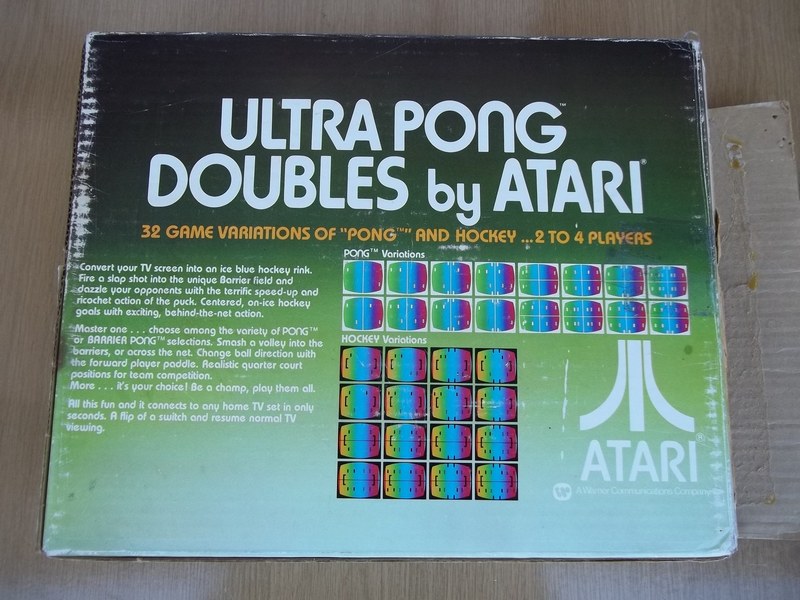 ULTRA PONG™
DOUBLES by ATARI®
32 GAME VARIATIONS OF "PONG™" AND HOCKEY ...2 TO 4 PLAYERS
PONG™ Variations
Convert your TV screen into an ice blue hockey rink.
Fire a slap shot into the unique Barrier field and
dazzle your opponents with the terrific speed-up and
ricochet action of the puck. Centered, on-ice hockey
goals with exciting, behind-the-net action.
Master one . . . choose among the variety of PONG™
or BARRIER PONG™ selections. Smash a volley into the
barriers, or across the net. Change ball direction with
the forward player paddle. Realistic quarter court
positions for team competition.
More . . . it's your choice! Be a champ, play them all.
All this fun and it connects to any home TV set in only
seconds. A flip of a switch and resume normal TV
viewing.
HOCKEY Variations
ATARI®
A Warner Communications Company